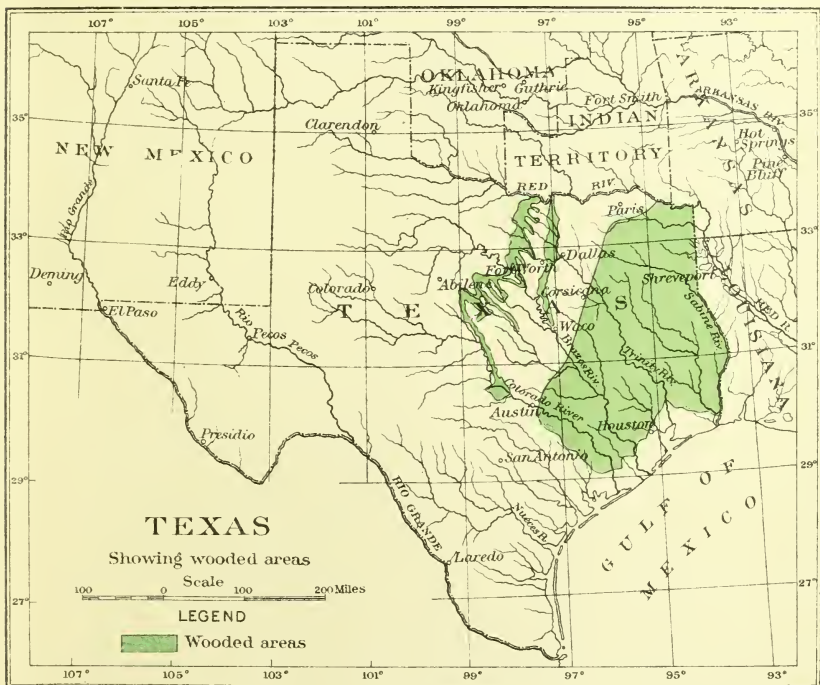 107° 105° 103° 101° 99° 97° 95° 93°
OKLAHOMA
Santa Fe
Kingfisher Guthrie
Oklahoma
Fort Smith
ARKANSAS RIV.
ARKANSAS
35° 35°
Clarendon
INDIAN
Hot Springs
NEW MEXICO
TERRITORY
Pine Bluff
RED RIV.
Rio Grande
Paris
33° 33°
Dallas
Fort Worth
Deming
Eddy
Colorado
Abilene
Shreveport
Corsicana
TEXAS
El Paso
LOUISIANA
RED R.
Sabine Riv.
Waco
Rio Pecos Pecos
31° 31°
Brazos Riv.
Trinity Riv.
Colorado River
Austin
Houston
Presidio
San Antonio
29° 29°
GULF OF
MEXICO
RIO GRANDE
Nueces R.
TEXAS
Showing wooded areas
Laredo
Scale
100 0 100 200 Miles
27° 27°
LEGEND
Wooded areas
107° 105° 103° 101° 99° 97° 95° 93°